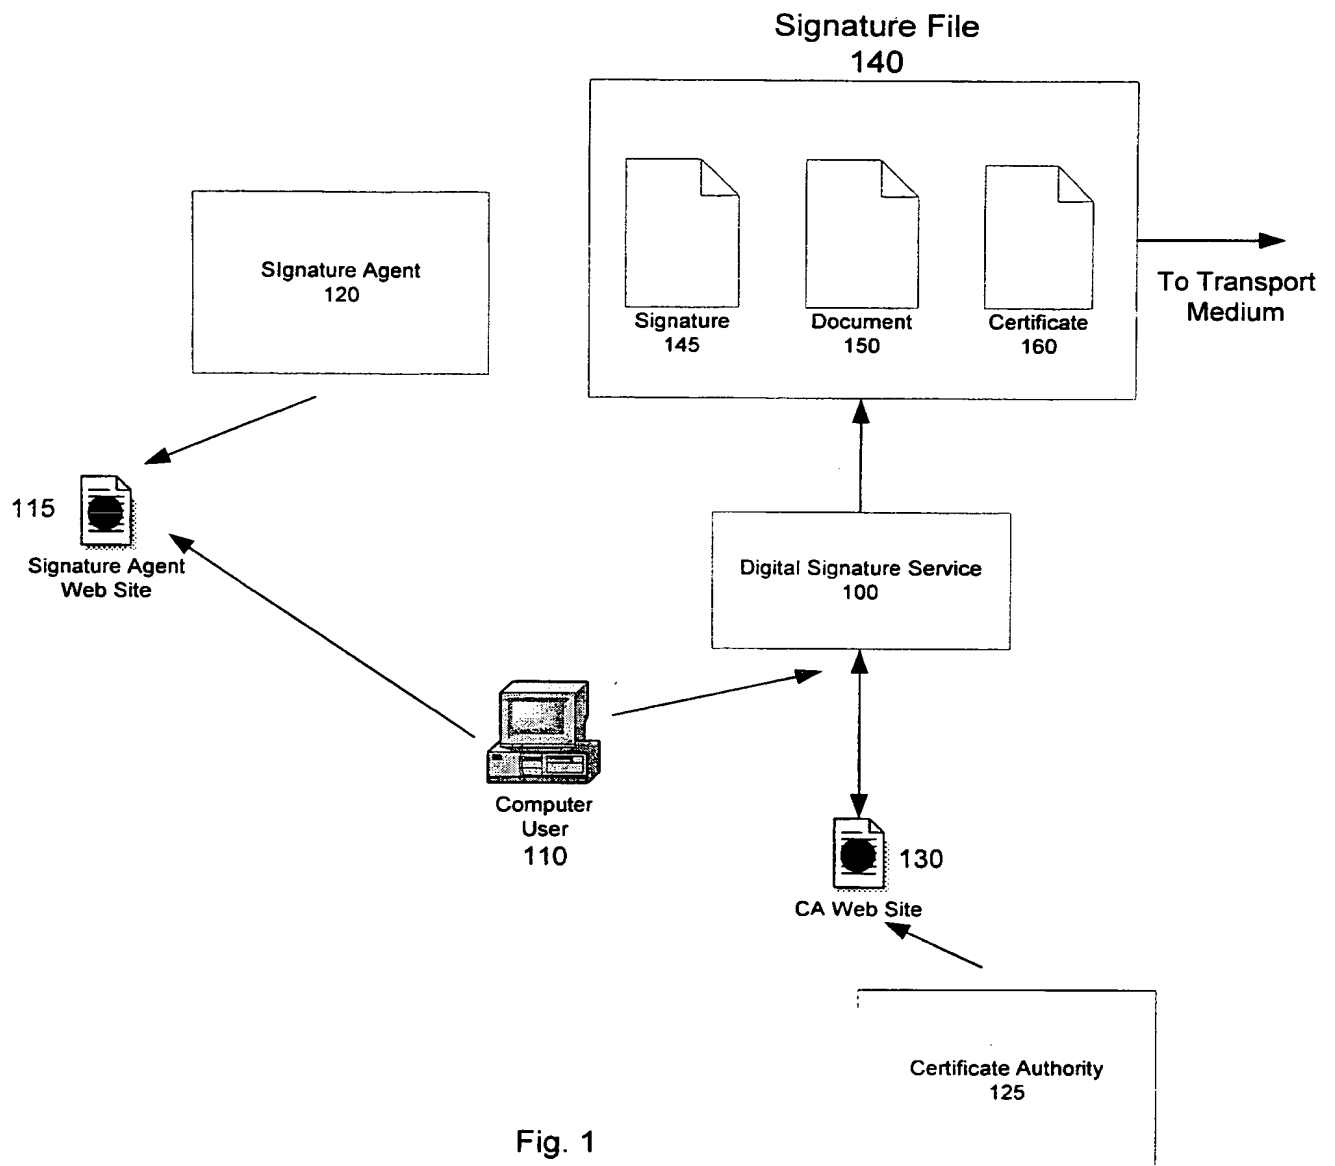 Signature File
140
SIgnature Agent
120
Signature
145
Document
150
Certificate
160
To Transport
Medium
115
Signature Agent
Web Site
Digital Signature Service
100
Computer
User
110
130
CA Web Site
Certificate Authority
125
Fig. 1